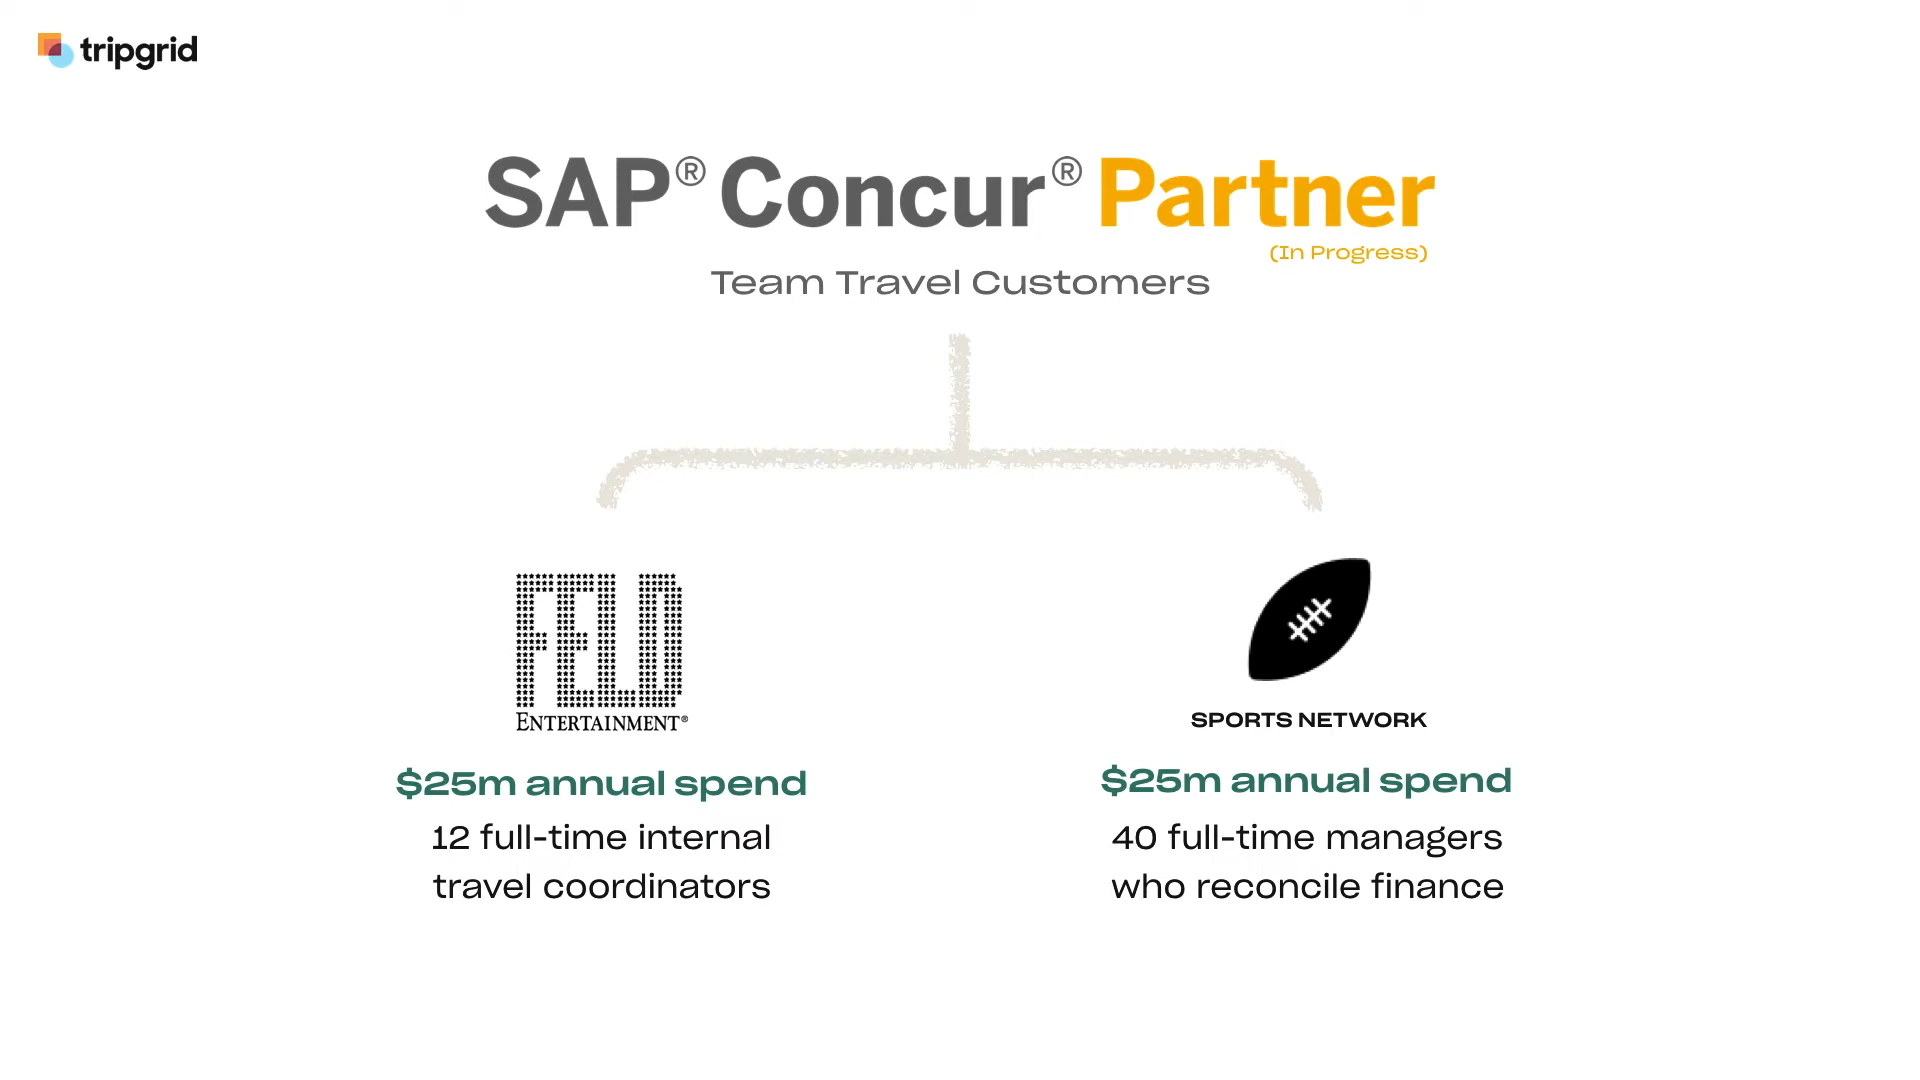 tripgrid
SAP® Concur® Partner
(In Progress)
Team Travel Customers
FELD
ENTERTAINMENT®
$25m annual spend
12 full-time internal
travel coordinators
SPORTS NETWORK
$25m annual spend
40 full-time managers
who reconcile finance